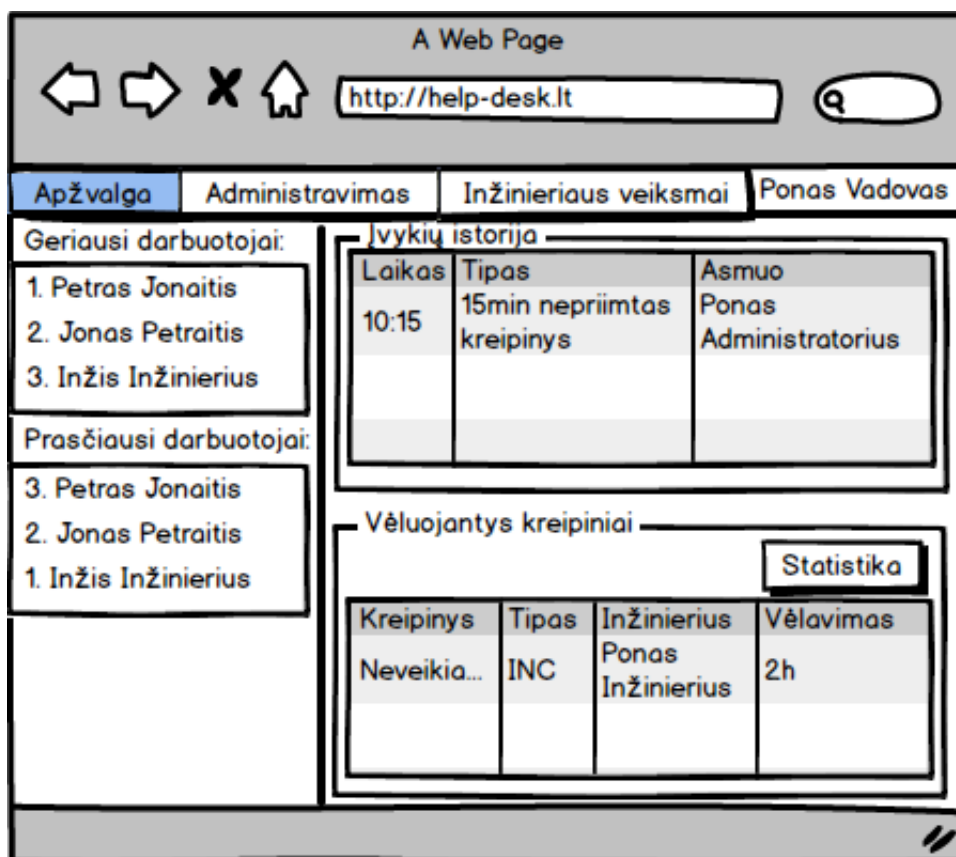 A Web Page
http://help-desk.lt
Apžvalga Administravimas Inžinieriaus veiksmai Ponas Vadovas
Geriausi darbuotojai:
1. Petras Jonaitis
2. Jonas Petraitis
3. Inžis Inžinierius
Prasčiausi darbuotojai:
3. Petras Jonaitis
2. Jonas Petraitis
1. Inžis Inžinierius
Įvykių istorija
Laikas Tipas Asmuo
10:15 15min nepriimtas kreipinys Ponas Administratorius
Vėluojantys kreipiniai
Statistika
Kreipinys Tipas Inžinierius Vėlavimas
Neveikia... INC Ponas Inžinierius 2h